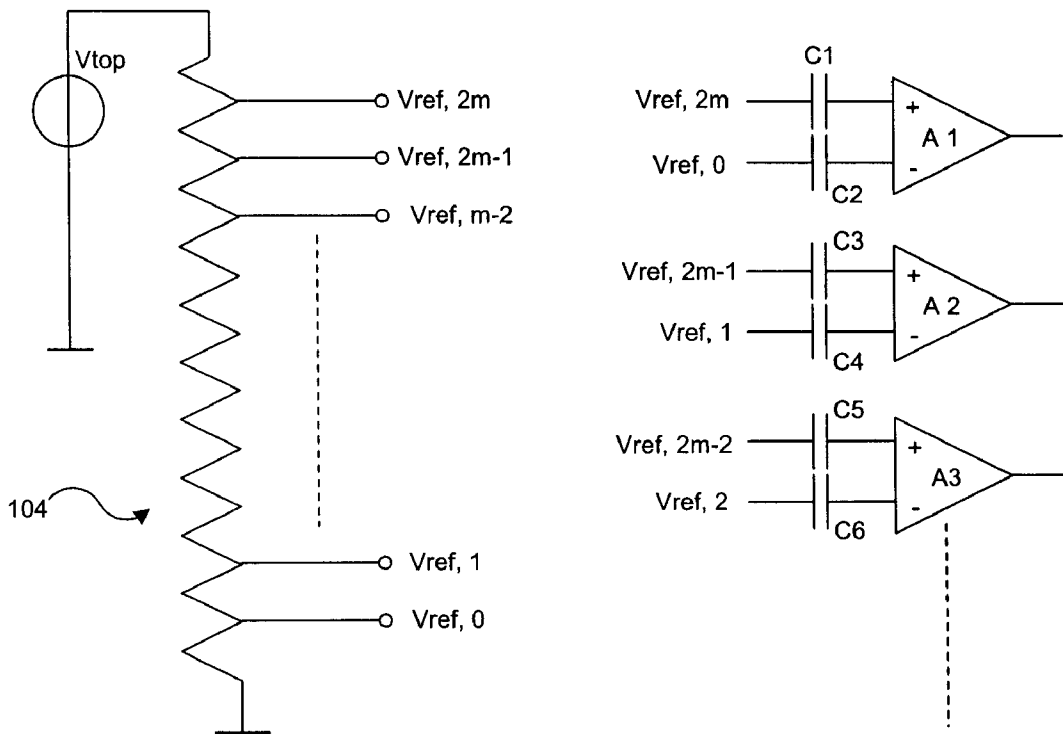 Vtop
Vref, 2m
Vref, 2m-1
Vref, m-2
104
Vref, 1
Vref, 0
C1
Vref, 2m
+
A 1
Vref, 0
-
C2
C3
Vref, 2m-1
+
A 2
Vref, 1
-
C4
C5
Vref, 2m-2
+
A3
Vref, 2
-
C6